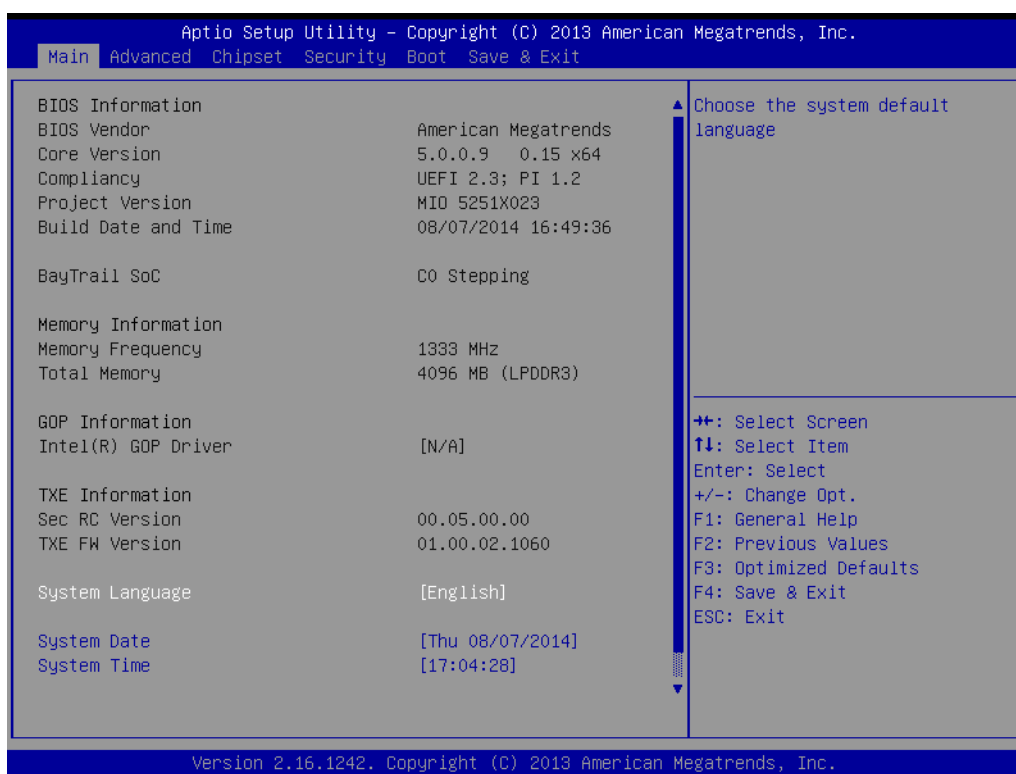 Aptio Setup Utility – Copyright (C) 2013 American Megatrends, Inc.
Main Advanced Chipset Security Boot Save & Exit
BIOS Information
BIOS Vendor American Megatrends
Core Version 5.0.0.9 0.15 x64
Compliancy UEFI 2.3; PI 1.2
Project Version MIO 5251X023
Build Date and Time 08/07/2014 16:49:36
BayTrail SoC C0 Stepping
Memory Information
Memory Frequency 1333 MHz
Total Memory 4096 MB (LPDDR3)
GOP Information
Intel(R) GOP Driver [N/A]
TXE Information
Sec RC Version 00.05.00.00
TXE FW Version 01.00.02.1060
System Language [English]
System Date [Thu 08/07/2014]
System Time [17:04:28]
Choose the system default
language
→←: Select Screen
↑↓: Select Item
Enter: Select
+/-: Change Opt.
F1: General Help
F2: Previous Values
F3: Optimized Defaults
F4: Save & Exit
ESC: Exit
Version 2.16.1242. Copyright (C) 2013 American Megatrends, Inc.